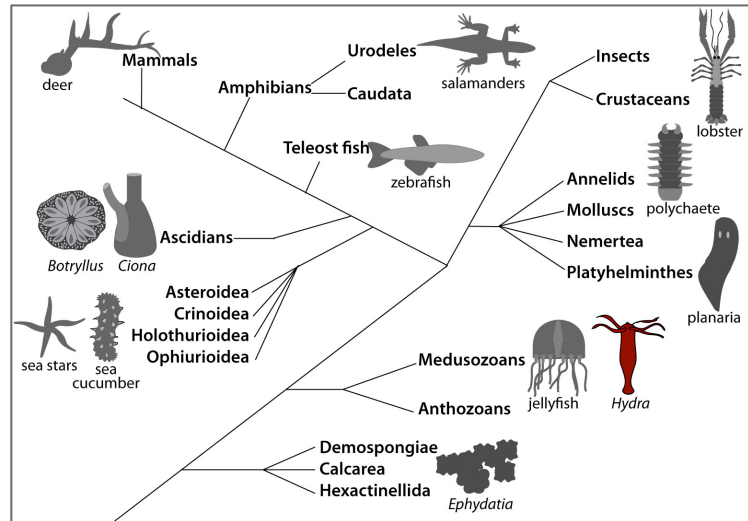 deer
Mammals
Amphibians
Urodeles
Caudata
salamanders
Insects
Crustaceans
lobster
Teleost fish
zebrafish
Annelids
Molluscs
Nemertea
Platyhelminthes
polychaete
planaria
Ascidians
Botryllus
Ciona
Asteroidea
Crinoidea
Holothurioidea
Ophiurioidea
sea stars
sea
cucumber
Medusozoans
Anthozoans
jellyfish
Hydra
Demospongiae
Calcarea
Hexactinellida
Ephydatia